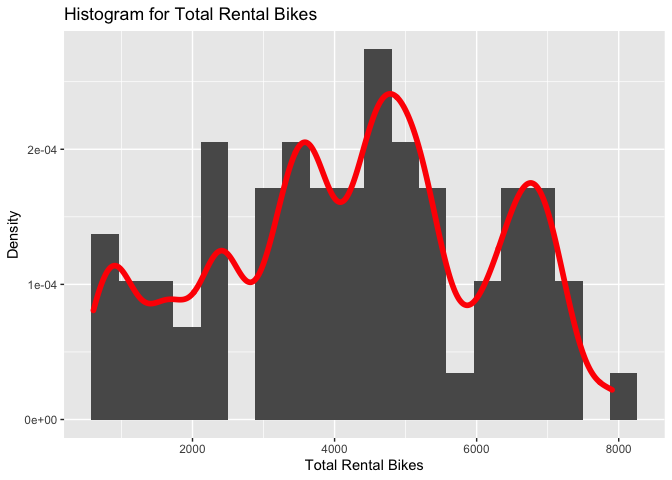 Histogram for Total Rental Bikes
Density
2e-04
1e-04
0e+00
2000 4000 6000 8000
Total Rental Bikes